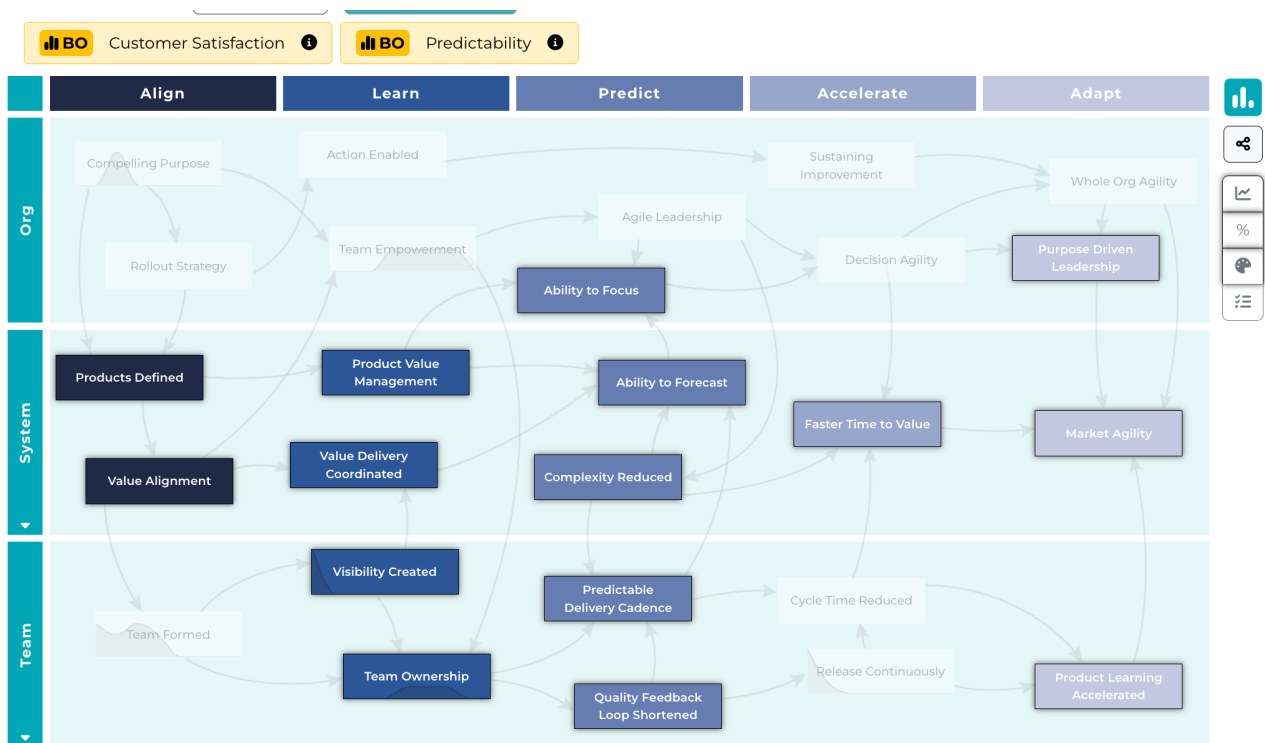 BO Customer Satisfaction
BO Predictability
Align
Learn
Predict
Accelerate
Adapt
Org
Compelling Purpose
Action Enabled
Sustaining
Improvement
Whole Org Agility
Agile Leadership
Team Empowerment
Rollout Strategy
Decision Agility
Purpose Driven
Leadership
Ability to Focus
System
Products Defined
Product Value
Management
Ability to Forecast
Faster Time to Value
Market Agility
Value Alignment
Value Delivery
Coordinated
Complexity Reduced
Team
Visibility Created
Predictable
Delivery Cadence
Cycle Time Reduced
Team Formed
Team Ownership
Quality Feedback
Loop Shortened
Release Continuously
Product Learning
Accelerated
%